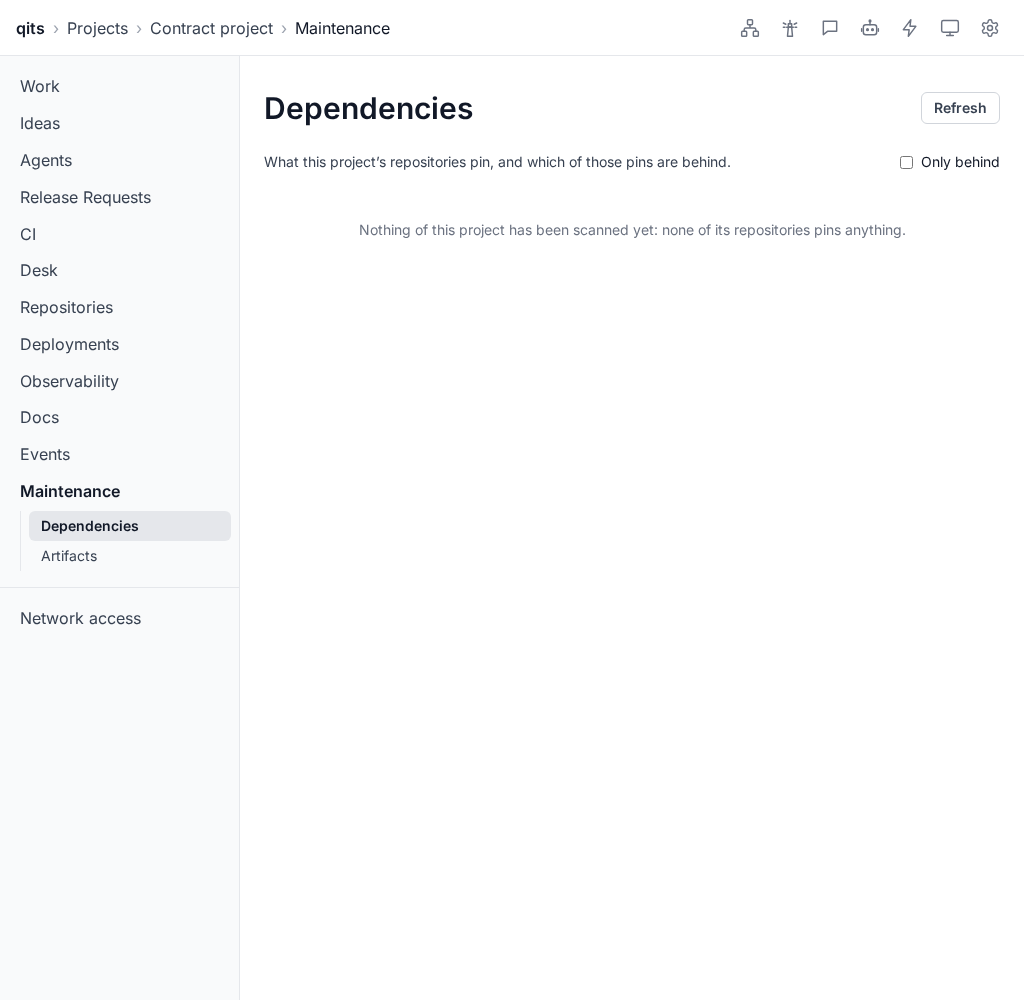 qits › Projects › Contract project › Maintenance
Work
Ideas
Agents
Release Requests
CI
Desk
Repositories
Deployments
Observability
Docs
Events
Maintenance
Dependencies
Artifacts
Network access
Dependencies
Refresh
What this project’s repositories pin, and which of those pins are behind.
Only behind
Nothing of this project has been scanned yet: none of its repositories pins anything.